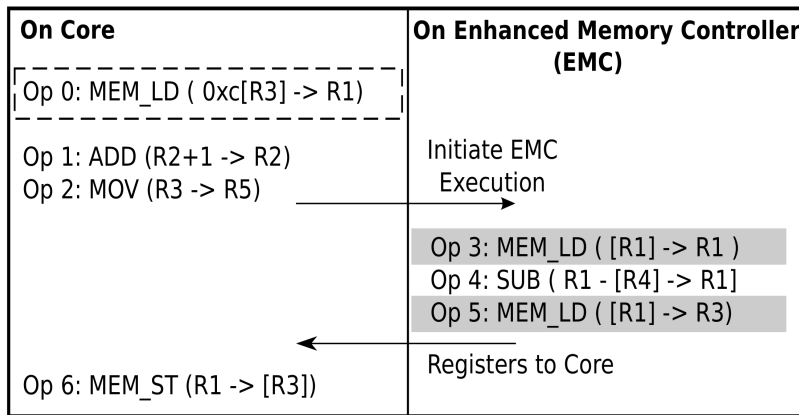 On Core
On Enhanced Memory Controller
(EMC)
Op 0: MEM_LD ( 0xc[R3] -> R1)
Op 1: ADD (R2+1 -> R2)
Op 2: MOV (R3 -> R5)
Initiate EMC
Execution
Op 3: MEM_LD ( [R1] -> R1 )
Op 4: SUB ( R1 - [R4] -> R1]
Op 5: MEM_LD ( [R1] -> R3)
Registers to Core
Op 6: MEM_ST (R1 -> [R3])